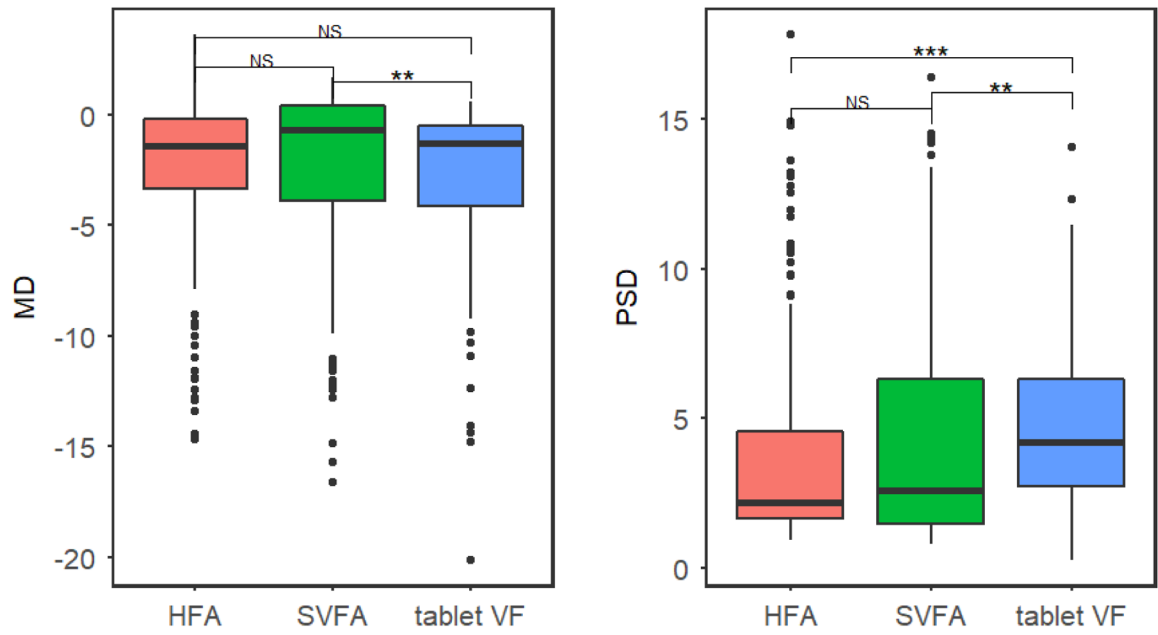 NS
NS
**
0
-5
-10
-15
-20
MD
HFA SVFA tablet VF
***
NS
**
15
10
5
0
PSD
HFA SVFA tablet VF